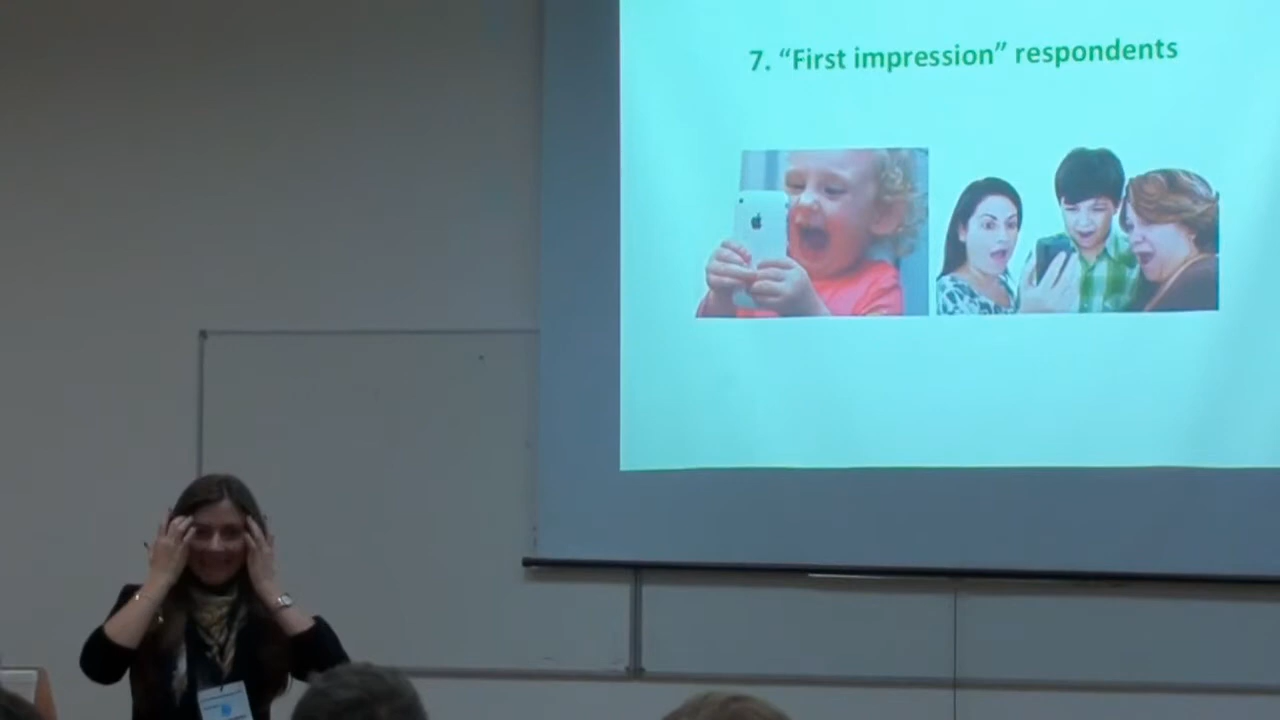 7. “First impression” respondents